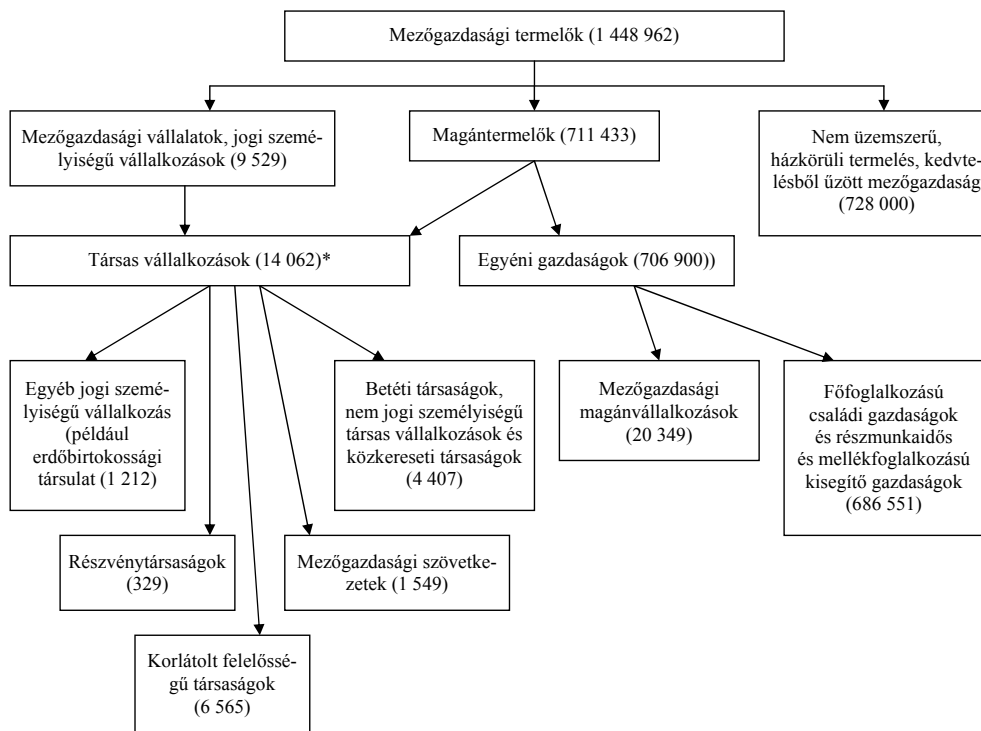 Mezőgazdasági termelők (1 448 962)
Mezőgazdasági vállalatok, jogi szemé-
lyiségű vállalkozások (9 529)
Magántermelők (711 433)
Nem üzemszerű,
házkörüli termelés, kedvte-
lésből űzött mezőgazdaság
(728 000)
Társas vállalkozások (14 062)*
Egyéni gazdaságok (706 900))
Egyéb jogi szemé-
lyiségű vállalkozás
(például
erdőbirtokossági
társulat (1 212)
Betéti társaságok,
nem jogi személyiségű
társas vállalkozások és
közkereseti társaságok
(4 407)
Mezőgazdasági
magánvállalkozások
(20 349)
Főfoglalkozású
családi gazdaságok
és részmunkaidős
és mellékfoglalkozású
kisegítő gazdaságok
(686 551)
Részvénytársaságok
(329)
Mezőgazdasági szövetke-
zetek (1 549)
Korlátolt felelőssé-
gű társaságok
(6 565)